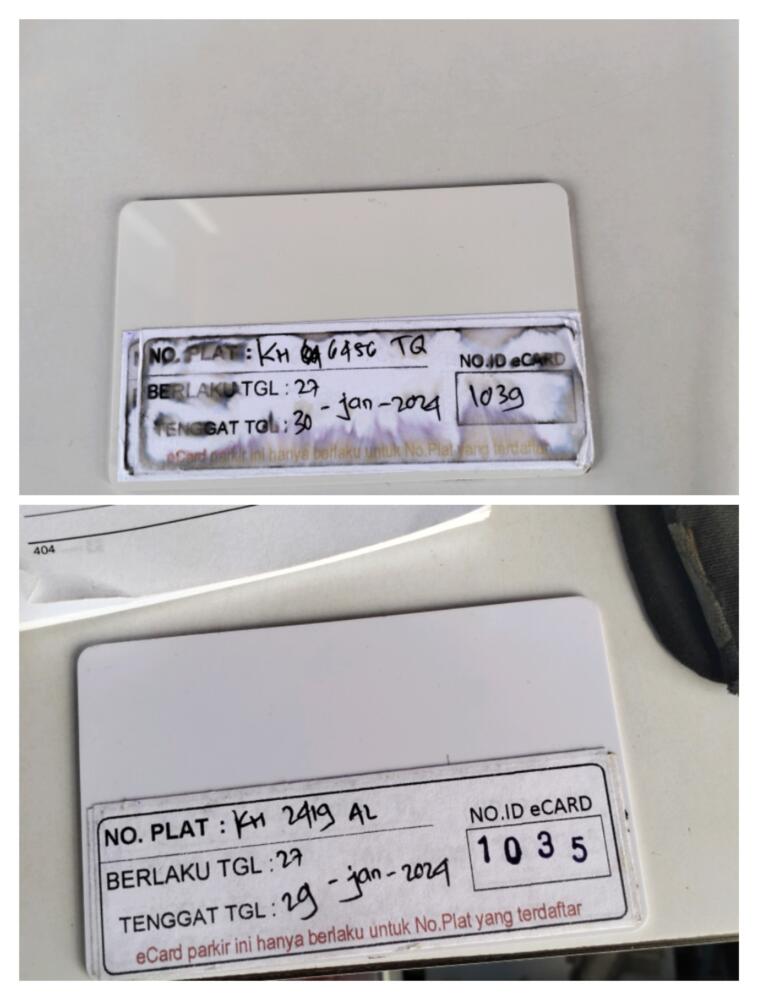 NO. PLAT : KH 6456 TQ
NO.ID eCARD
BERLAKU TGL : 27
- jan - 2024
1039
TENGGAT TGL : 30
eCard parkir ini hanya berlaku untuk No.Plat yang terdaftar
404
NO. PLAT : KH 2419 AL
NO.ID eCARD
1035
BERLAKU TGL : 27
- jan - 2024
TENGGAT TGL : 29
eCard parkir ini hanya berlaku untuk No.Plat yang terdaftar